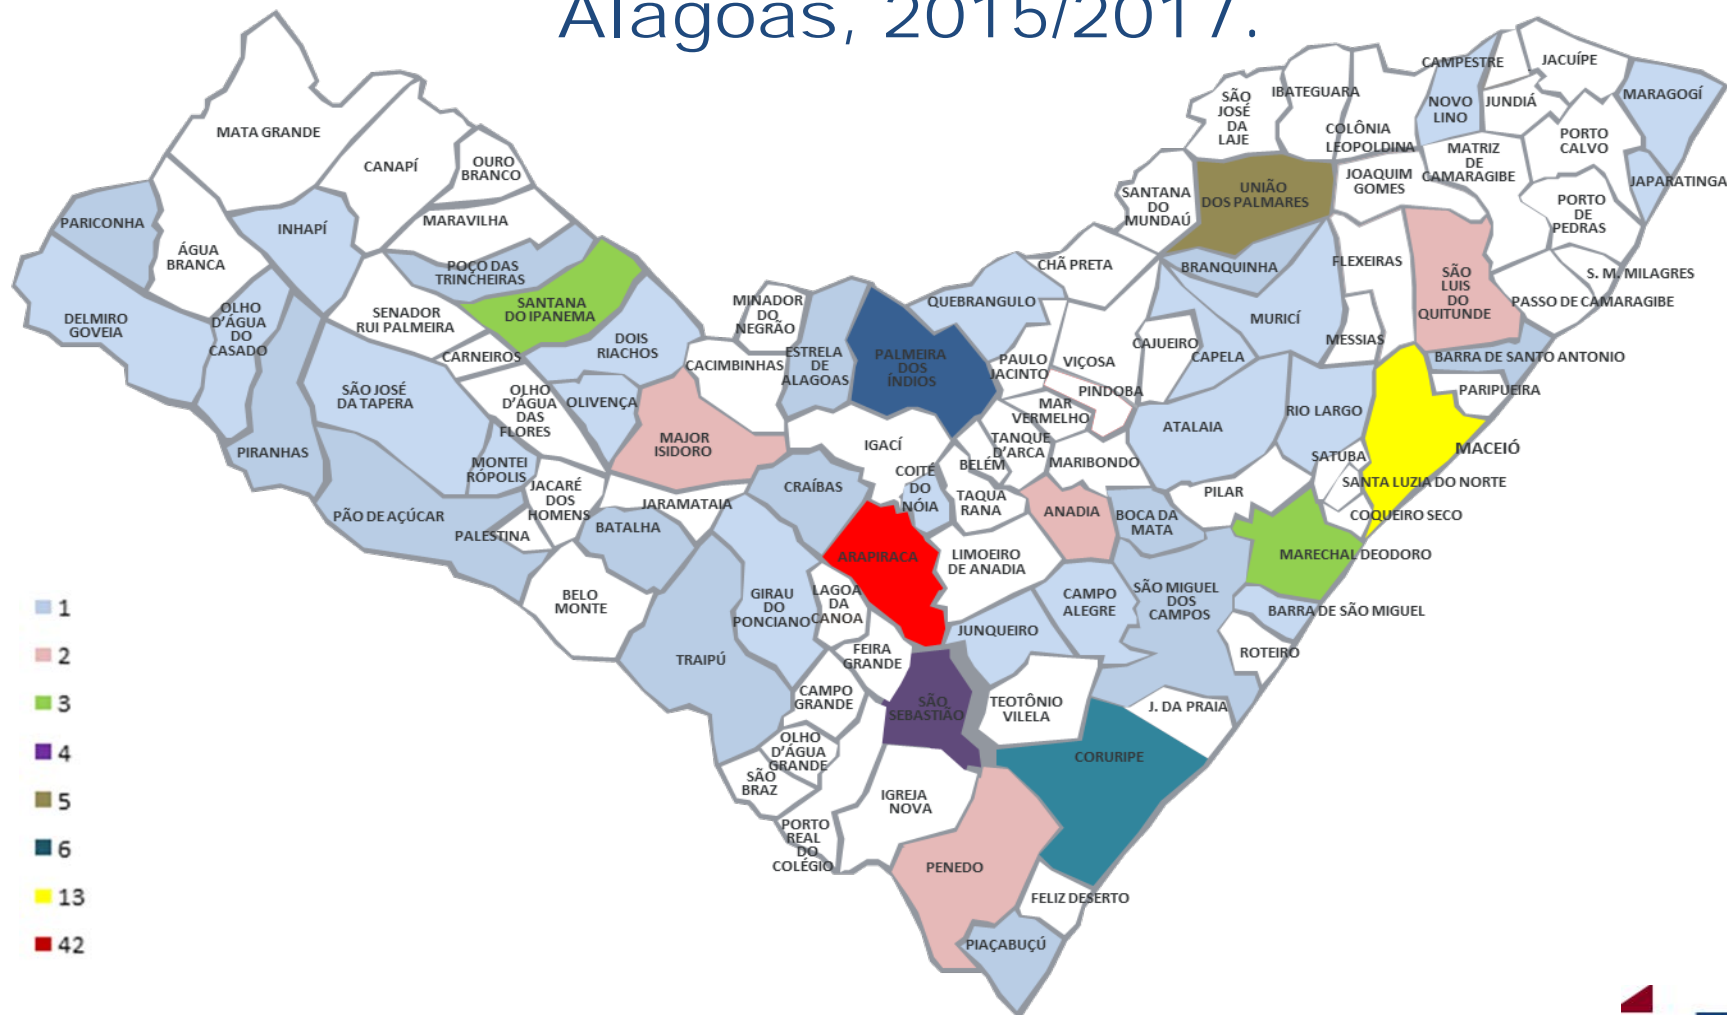 Alagoas, 2015/2017.
MATA GRANDE
CANAPÍ
OURO
BRANCO
PARICONHA
ÁGUA
BRANCA
INHAPÍ
MARAVILHA
POÇO DAS
TRINCHEIRAS
SANTANA
DO IPANEMA
SENADOR
RUI PALMEIRA
DELMIRO
GOVEIA
OLHO
D'ÁGUA
DO
CASADO
CARNEIROS
DOIS
RIACHOS
SÃO JOSÉ
DA TAPERA
OLHO
D'ÁGUA
DAS
FLORES
OLIVENÇA
PIRANHAS
MONTEI
RÓPOLIS
JACARÉ
DOS
HOMENS
PÃO DE AÇÚCAR
PALESTINA
BATALHA
BELO
MONTE
MAJOR
ISIDORO
JARAMATAIA
CACIMBINHAS
MINADOR
DO
NEGRÃO
ESTRELA
DE
ALAGOAS
PALMEIRA
DOS
ÍNDIOS
QUEBRANGULO
IGACÍ
CRAÍBAS
COITÉ
DO
NÓIA
ARAPIRACA
TRAIPÚ
GIRAU
DO
PONCIANO
LAGOA
DA
CANOA
FEIRA
GRANDE
CAMPO
GRANDE
OLHO
D'ÁGUA
GRANDE
SÃO
BRAZ
PORTO
REAL
DO
COLÉGIO
IGREJA
NOVA
SÃO
SEBASTIÃO
PENEDO
PIAÇABUÇÚ
FELIZ DESERTO
CORURIPE
TEOTÔNIO
VILELA
JUNQUEIRO
CAMPO
ALEGRE
LIMOEIRO
DE ANADIA
TAQUA
RANA
BELÉM
TANQUE
D'ARCA
MAR
VERMELHO
PAULO
JACINTO
VIÇOSA
PINDOBA
MARIBONDO
ANADIA
BOCA DA
MATA
SÃO MIGUEL
DOS
CAMPOS
J. DA PRAIA
ROTEIRO
BARRA DE SÃO MIGUEL
MARECHAL DEODORO
PILAR
ATALAIA
CAJUEIRO
CAPELA
CHÃ PRETA
SANTANA
DO
MUNDAÚ
SÃO
JOSÉ
DA
LAJE
IBATEGUARA
UNIÃO
DOS PALMARES
BRANQUINHA
MURICÍ
COLÔNIA
LEOPOLDINA
JOAQUIM
GOMES
FLEXEIRAS
MESSIAS
RIO LARGO
SATUBA
SANTA LUZIA DO NORTE
COQUEIRO SECO
MACEIÓ
PARIPUEIRA
BARRA DE SANTO ANTONIO
SÃO
LUIS
DO
QUITUNDE
PASSO DE CAMARAGIBE
S. M. MILAGRES
PORTO
DE
PEDRAS
MATRIZ
DE
CAMARAGIBE
PORTO
CALVO
JAPARATINGA
MARAGOGÍ
JACUÍPE
JUNDIÁ
CAMPESTRE
NOVO
LINO
1
2
3
4
5
6
13
42